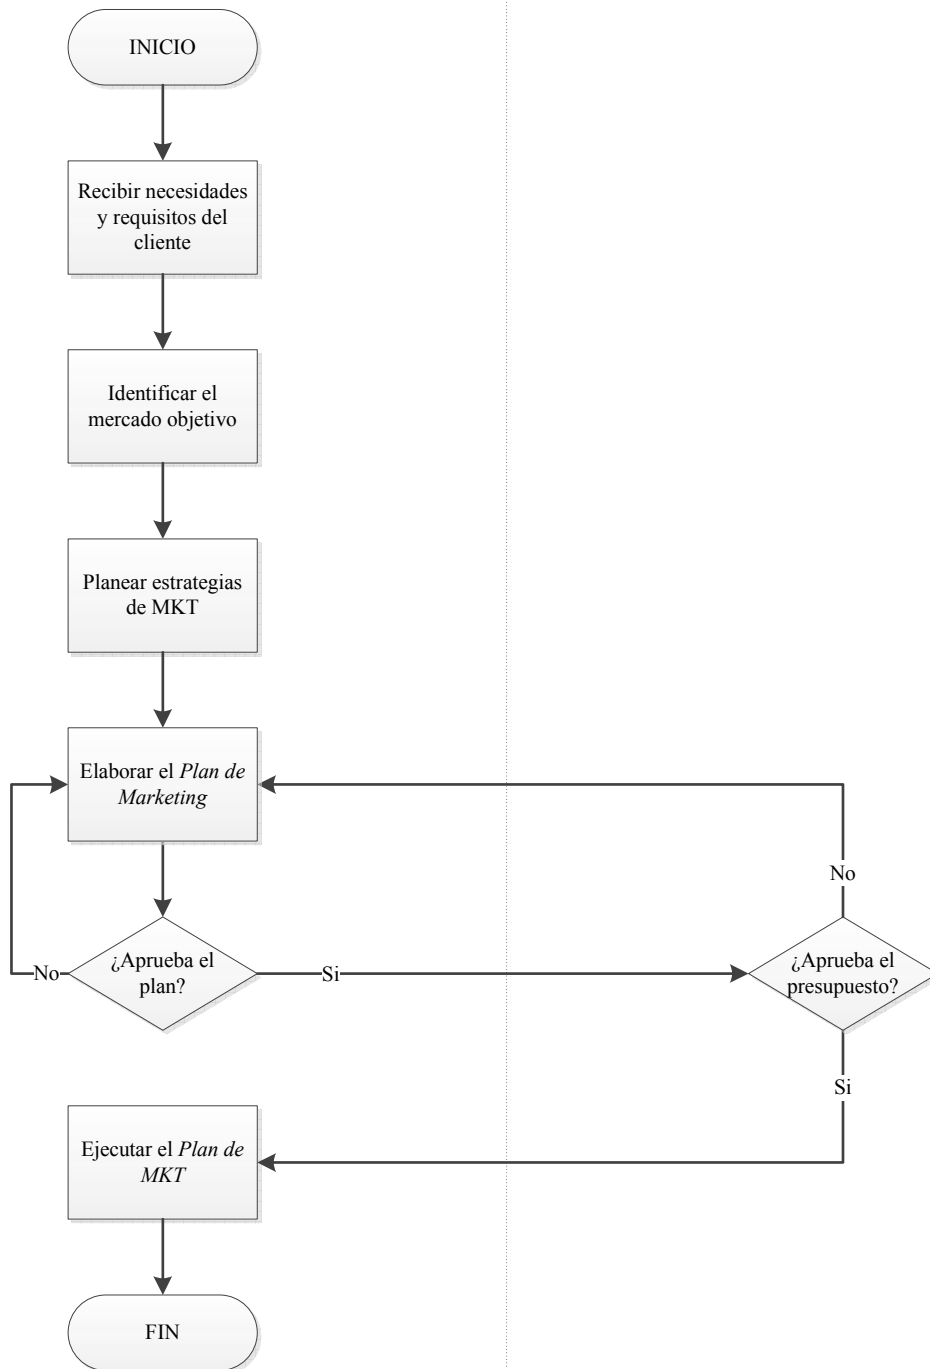 INICIO
Recibir necesidades
y requisitos del
cliente
Identificar el
mercado objetivo
Planear estrategias
de MKT
Elaborar el Plan de
Marketing
No
¿Aprueba el
plan?
No
Si
¿Aprueba el
presupuesto?
Si
Ejecutar el Plan de
MKT
FIN